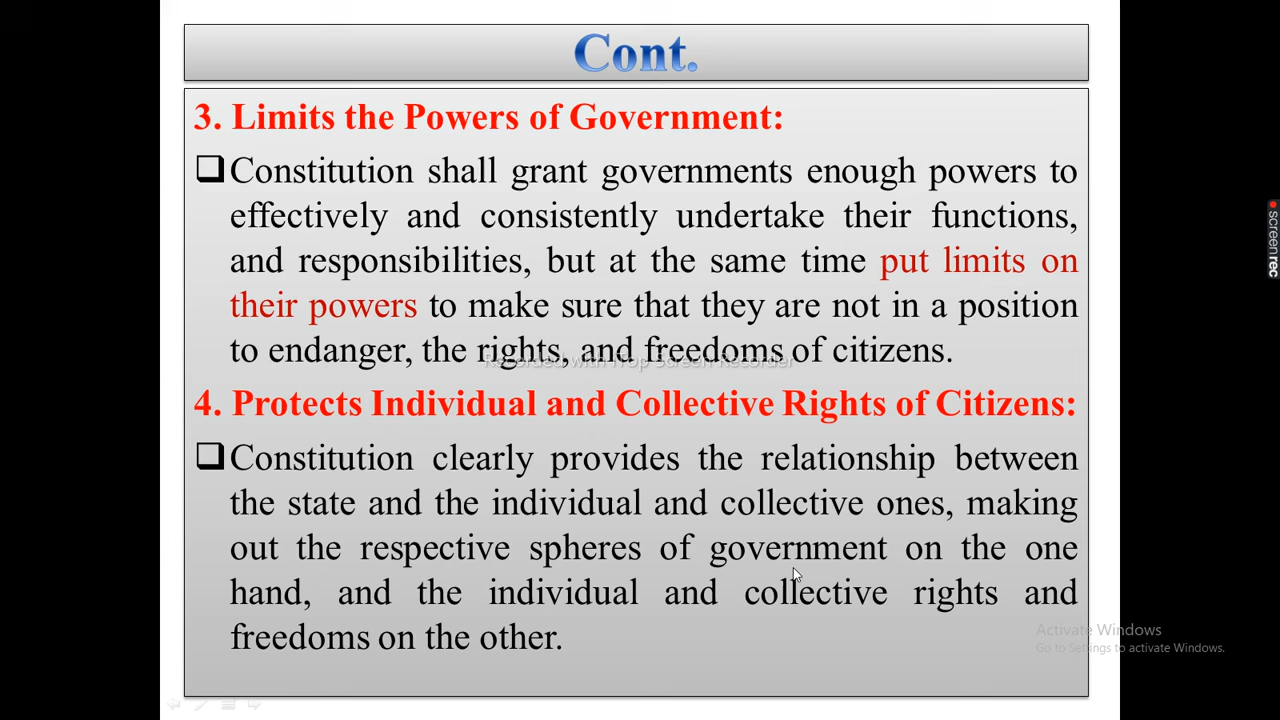 Cont.
3. Limits the Powers of Government:
Constitution shall grant governments enough powers to
effectively and consistently undertake their functions,
and responsibilities, but at the same time put limits on
their powers to make sure that they are not in a position
to endanger, the rights, and freedoms of citizens.
Recorded with iTop Screen Recorder
4. Protects Individual and Collective Rights of Citizens:
Constitution clearly provides the relationship between
the state and the individual and collective ones, making
out the respective spheres of government on the one
hand, and the individual and collective rights and
freedoms on the other.
Activate Windows
Go to Settings to activate Windows.
screenrec